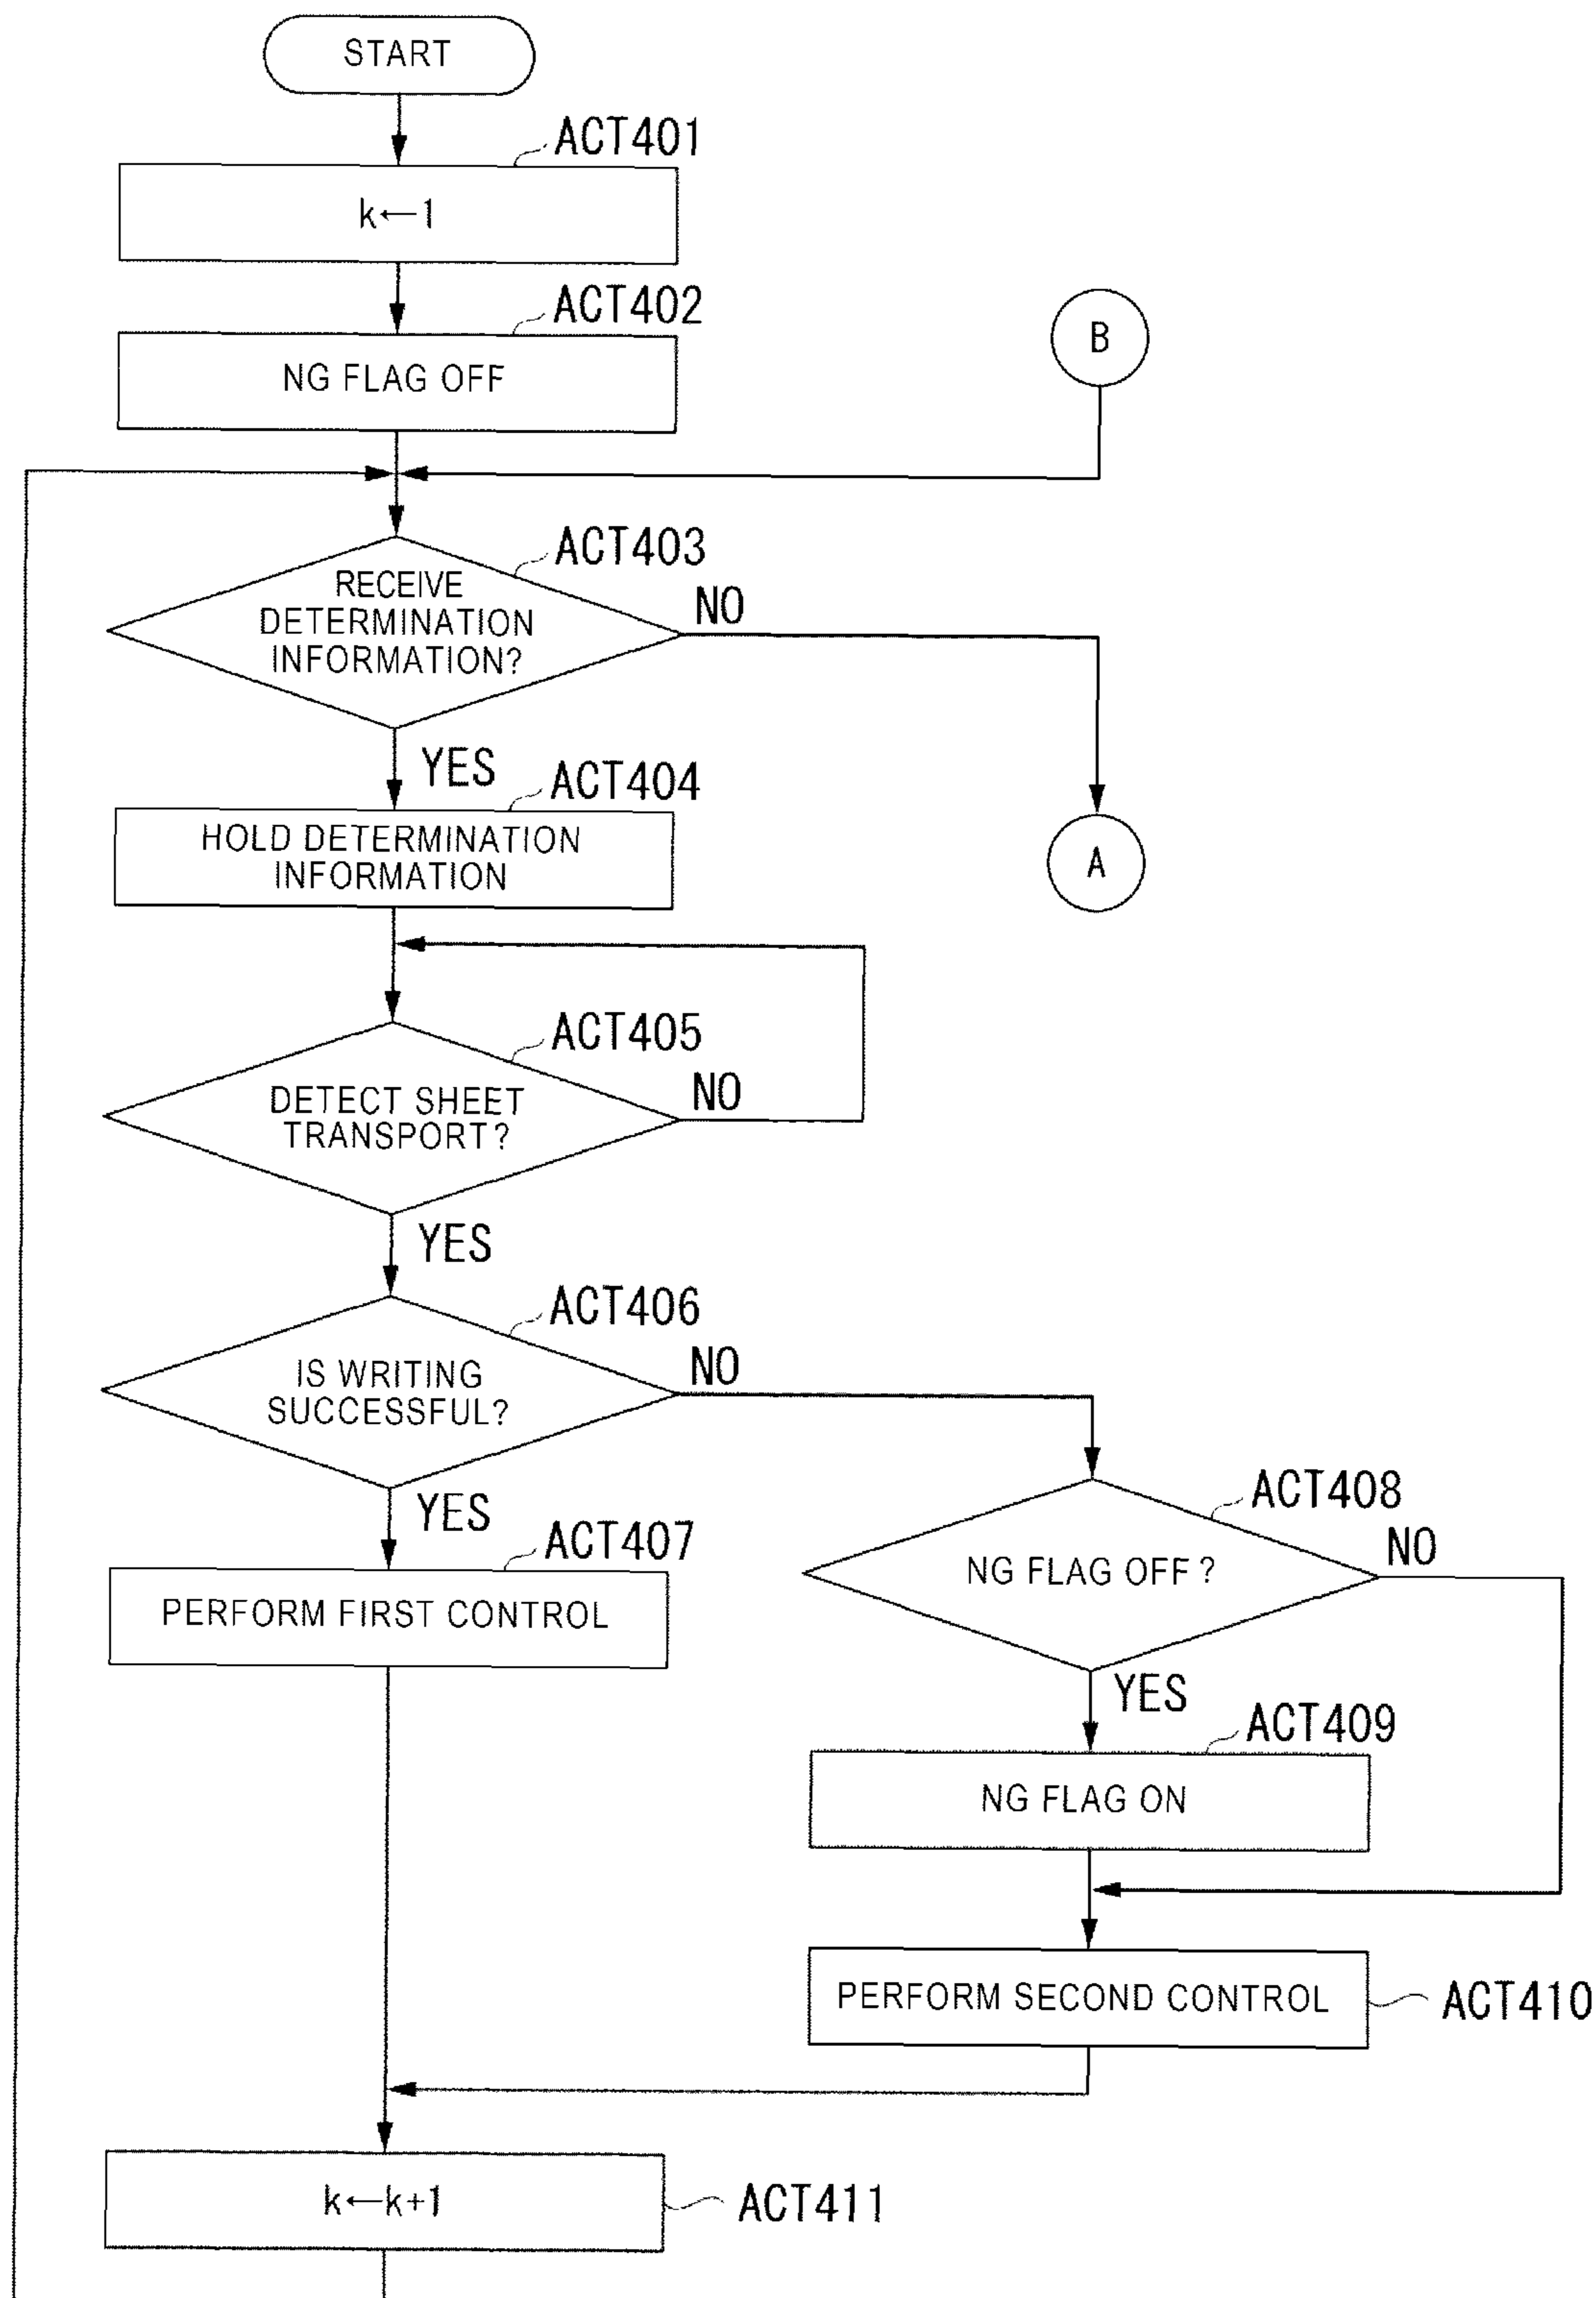 START
ACT401
k←1
ACT402
NG FLAG OFF
B
ACT403
RECEIVE
DETERMINATION
INFORMATION?
NO
YES
ACT404
HOLD DETERMINATION
INFORMATION
A
ACT405
DETECT SHEET
TRANSPORT?
NO
YES
ACT406
IS WRITING
SUCCESSFUL?
NO
YES
ACT407
PERFORM FIRST CONTROL
ACT408
NG FLAG OFF?
NO
YES
ACT409
NG FLAG ON
PERFORM SECOND CONTROL
ACT410
k←k+1
ACT411